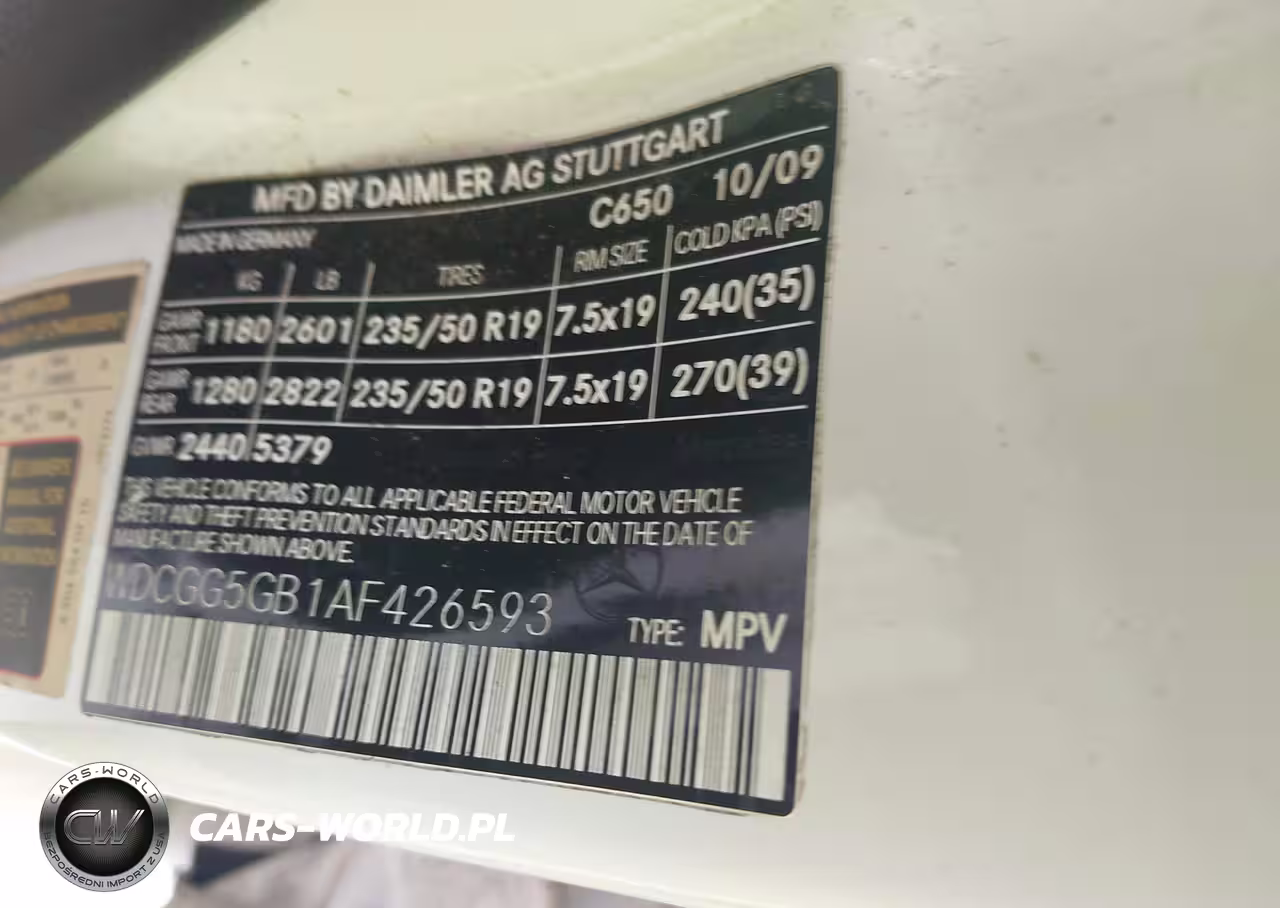 MFD BY DAIMLER AG STUTTGART
C650 10/09
MADE IN GERMANY
KG LB TIRES RIM SIZE COLD KPA (PSI)
GAWR FRONT 1180 2601 235/50 R19 7.5x19 240(35)
GAWR REAR 1280 2822 235/50 R19 7.5x19 270(39)
GVWR 2440 5379
THIS VEHICLE CONFORMS TO ALL APPLICABLE FEDERAL MOTOR VEHICLE
SAFETY AND THEFT PREVENTION STANDARDS IN EFFECT ON THE DATE OF
MANUFACTURE SHOWN ABOVE.
WDCGG5GB1AF426593
TYPE: MPV
CARS-WORLD
CW
BEZPOŚREDNI IMPORT Z USA
CARS-WORLD.PL